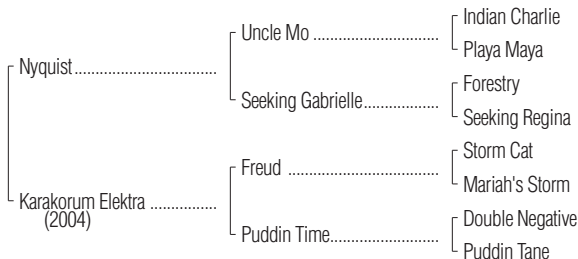 Indian Charlie
Uncle Mo ....................................
Playa Maya
Nyquist.................................
Forestry
Seeking Gabrielle.....................
Seeking Regina
Storm Cat
Freud ..........................................
Mariah's Storm
Karakorum Elektra ................
(2004)
Double Negative
Puddin Time..............................
Puddin Tane